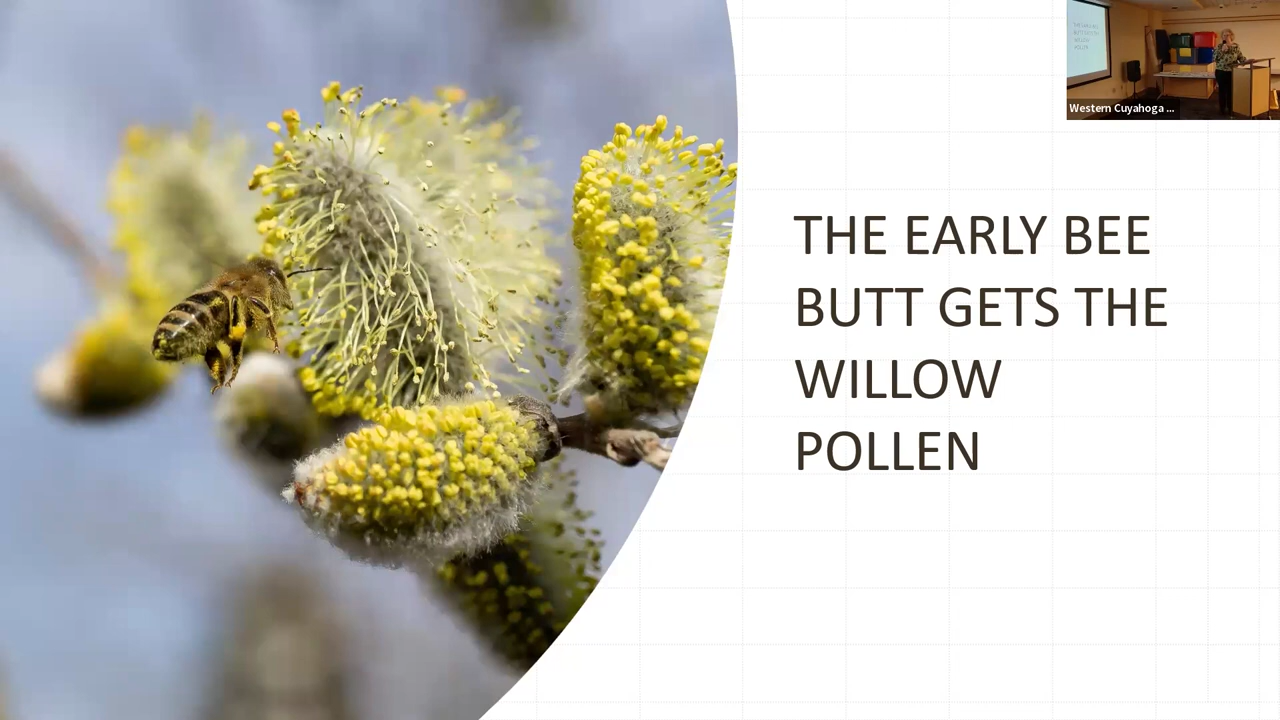 Western Cuyahoga ...
THE EARLY BEE
BUTT GETS THE
WILLOW
POLLEN